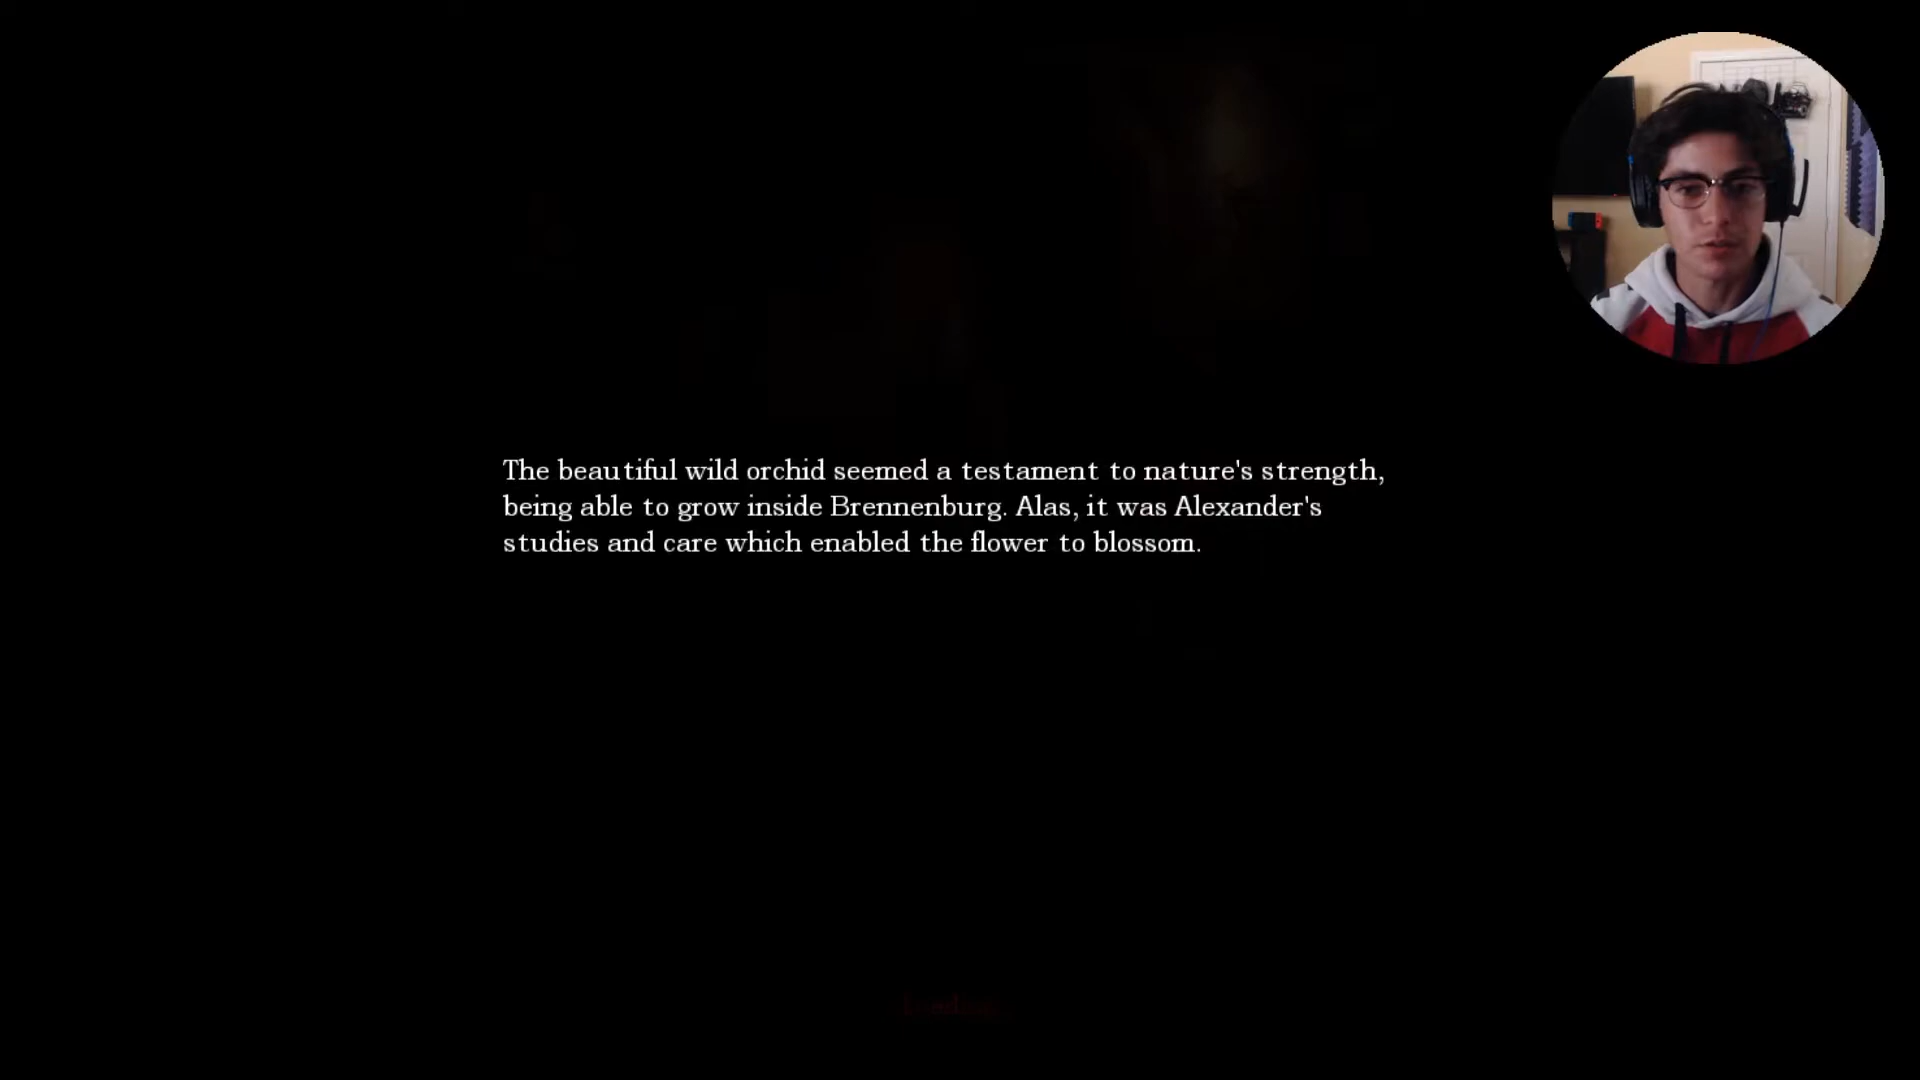 The beautiful wild orchid seemed a testament to nature's strength,
being able to grow inside Brennenburg. Alas, it was Alexander's
studies and care which enabled the flower to blossom.